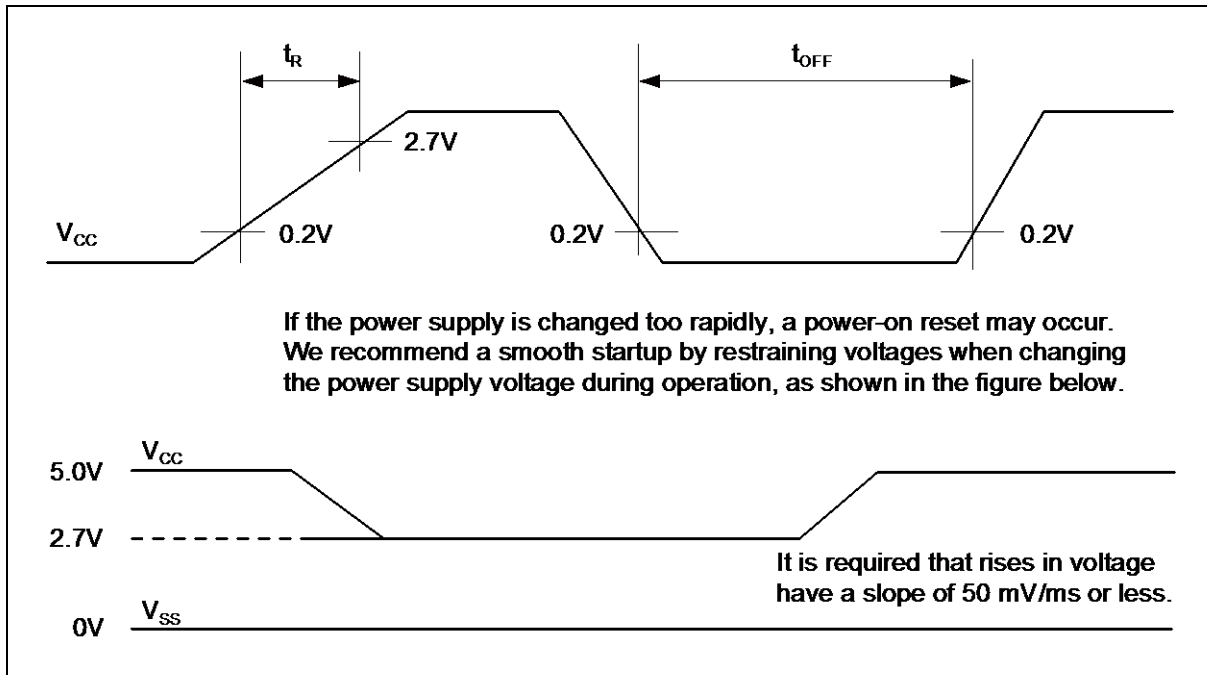 tR
tOFF
2.7V
VCC
0.2V
0.2V
0.2V
If the power supply is changed too rapidly, a power-on reset may occur.
We recommend a smooth startup by restraining voltages when changing
the power supply voltage during operation, as shown in the figure below.
VCC
5.0V
2.7V
It is required that rises in voltage
have a slope of 50 mV/ms or less.
VSS
0V